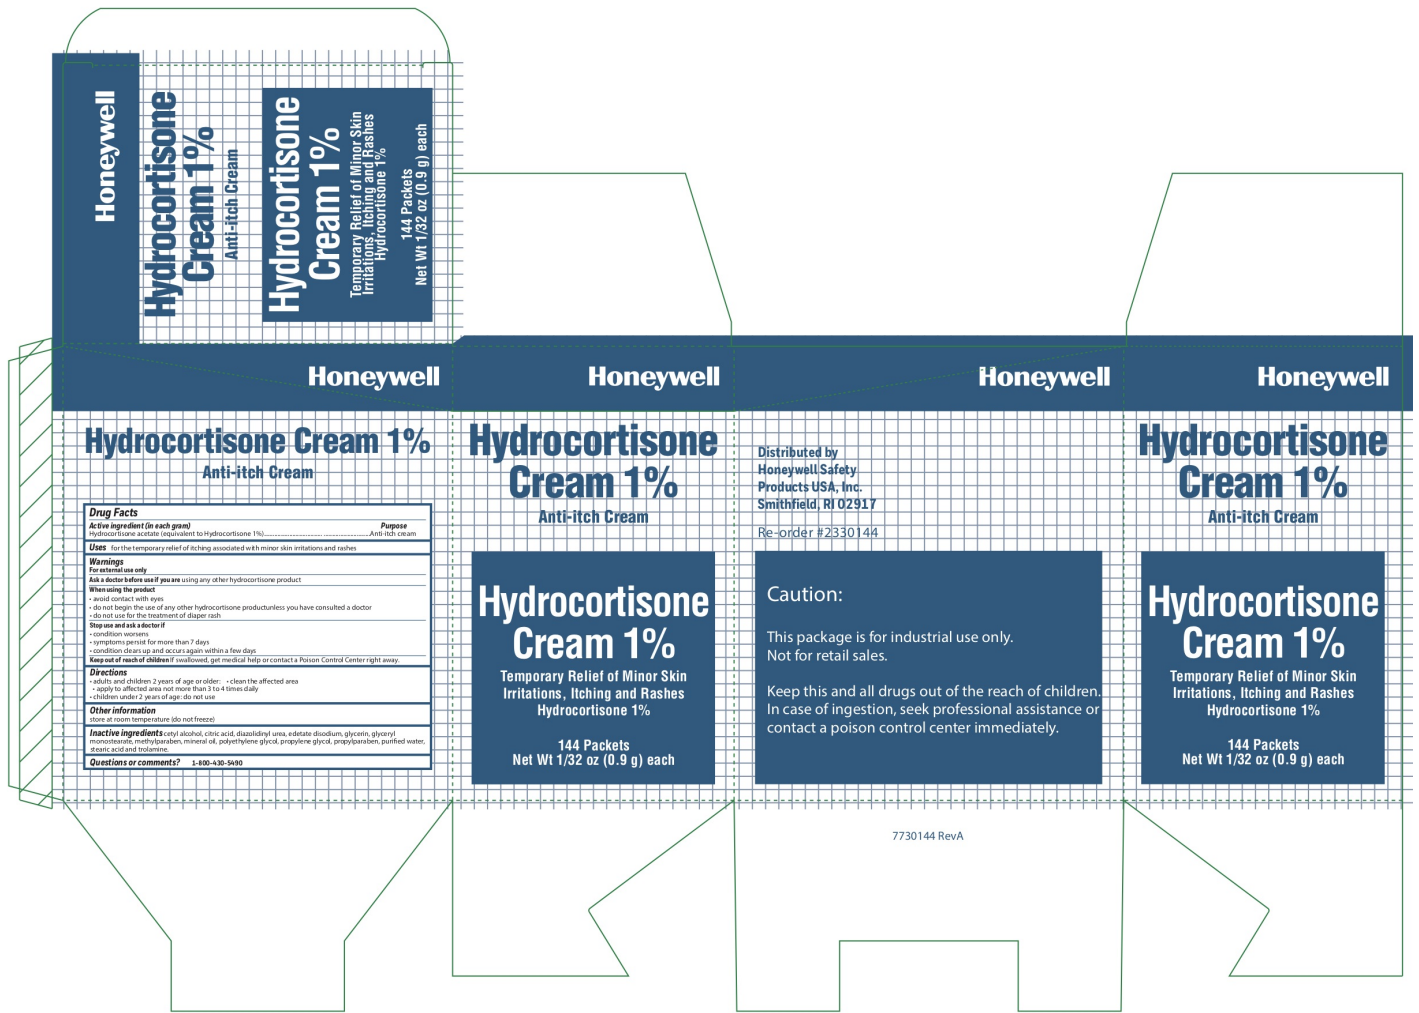 Honeywell
Hydrocortisone
Cream 1%
Anti-itch Cream
Hydrocortisone
Cream 1%
Temporary Relief of Minor Skin
Irritations, Itching and Rashes
Hydrocortisone 1%
144 Packets
Net Wt 1/32 oz (0.9 g) each
Honeywell
Hydrocortisone Cream 1%
Anti-itch Cream
Drug Facts
Active ingredient (in each gram) Purpose
Hydrocortisone acetate (equivalent to Hydrocortisone 1%)......................................................Anti-itch cream
Uses for the temporary relief of itching associated with minor skin irritations and rashes
Warnings
For external use only
Ask a doctor before use if you are using any other hydrocortisone product
When using the product
• avoid contact with eyes
• do not begin the use of any other hydrocortisone productunless you have consulted a doctor
• do not use for the treatment of diaper rash
Stop use and ask a doctor if
• condition worsens
• symptoms persist for more than 7 days
• condition clears up and occurs again within a few days
Keep out of reach of children If swallowed, get medical help or contact a Poison Control Center right away.
Directions
• adults and children 2 years of age or older: • clean the affected area
• apply to affected area not more than 3 to 4 times daily
• children under 2 years of age: do not use
Other information
store at room temperature (do not freeze)
Inactive ingredients cetyl alcohol, citric acid, diazolidinyl urea, edetate disodium, glycerin, glyceryl
monostearate, methylparaben, mineral oil, polyethylene glycol, propylene glycol, propylparaben, purified water,
stearic acid and trolamine.
Questions or comments? 1-800-430-5490
Honeywell
Hydrocortisone
Cream 1%
Anti-itch Cream
Hydrocortisone
Cream 1%
Temporary Relief of Minor Skin
Irritations, Itching and Rashes
Hydrocortisone 1%
144 Packets
Net Wt 1/32 oz (0.9 g) each
Honeywell
Distributed by
Honeywell Safety
Products USA, Inc.
Smithfield, RI 02917
Re-order #2330144
Caution:
This package is for industrial use only.
Not for retail sales.
Keep this and all drugs out of the reach of children.
In case of ingestion, seek professional assistance or
contact a poison control center immediately.
7730144 RevA
Honeywell
Hydrocortisone
Cream 1%
Anti-itch Cream
Hydrocortisone
Cream 1%
Temporary Relief of Minor Skin
Irritations, Itching and Rashes
Hydrocortisone 1%
144 Packets
Net Wt 1/32 oz (0.9 g) each